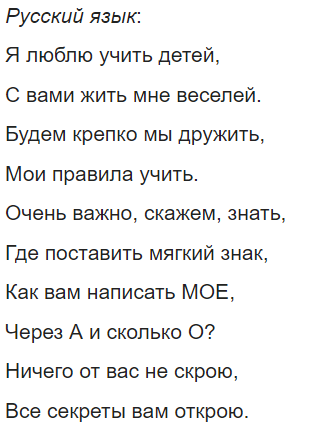 Русский язык:
Я люблю учить детей,
С вами жить мне веселей.
Будем крепко мы дружить,
Мои правила учить.
Очень важно, скажем, знать,
Где поставить мягкий знак,
Как вам написать МОЕ,
Через А и сколько О?
Ничего от вас не скрою,
Все секреты вам открою.